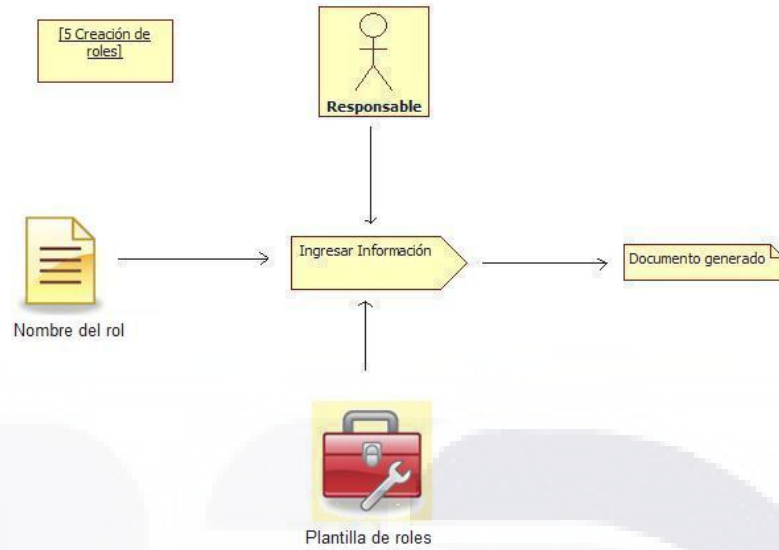 [5 Creación de
roles]
Responsable
Ingresar Información
Documento generado
Nombre del rol
Plantilla de roles